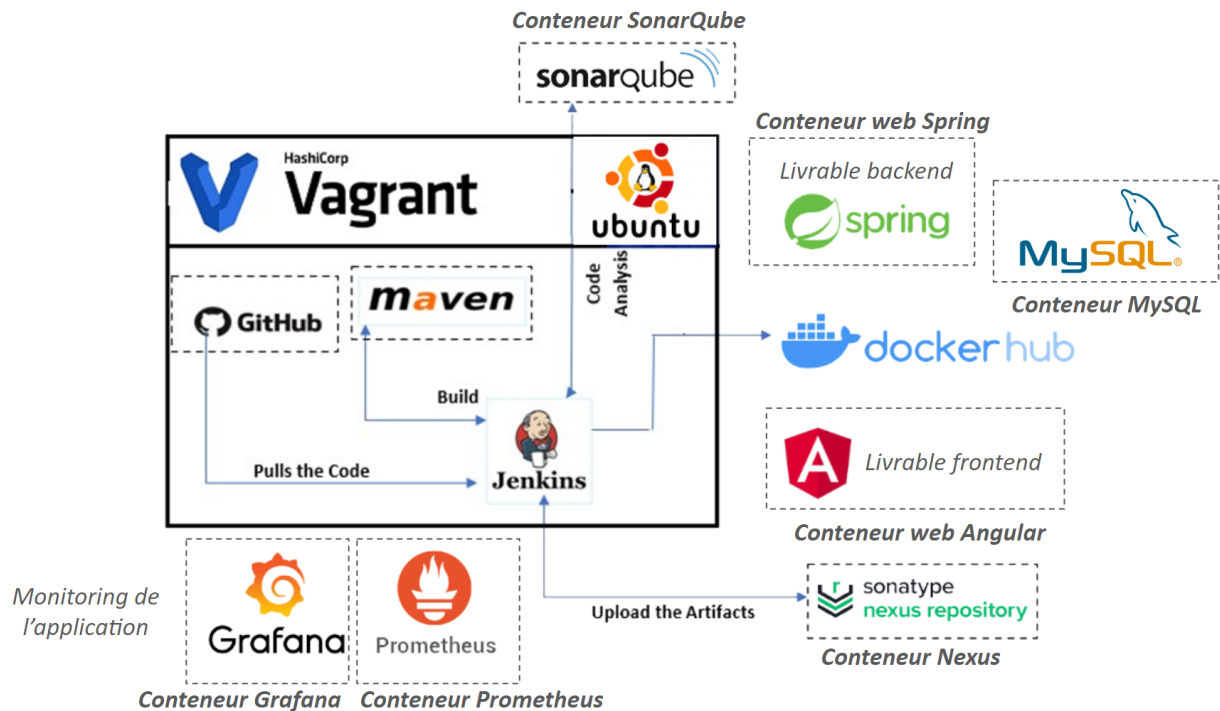 Conteneur SonarQube
sonarqube
Conteneur web Spring
Livrable backend
spring
HashiCorp
Vagrant
ubuntu
MySQL
Conteneur MySQL
Code
Analysis
GitHub
maven
docker hub
Build
Jenkins
Pulls the Code
Livrable frontend
Conteneur web Angular
Monitoring de
l'application
Grafana
Prometheus
Conteneur Grafana
Conteneur Prometheus
Upload the Artifacts
sonatype
nexus repository
Conteneur Nexus